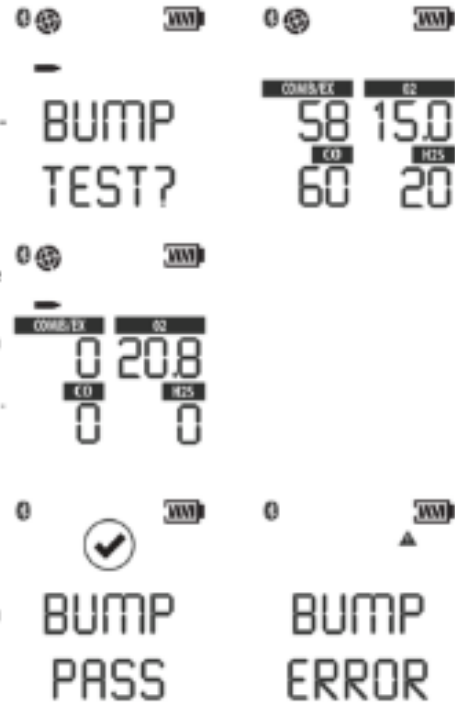 BUMP
TEST?
COMB/EX O2
58 15.0
CO H2S
60 20
COMB/EX O2
0 20.8
CO H2S
0 0
BUMP
PASS
BUMP
ERROR